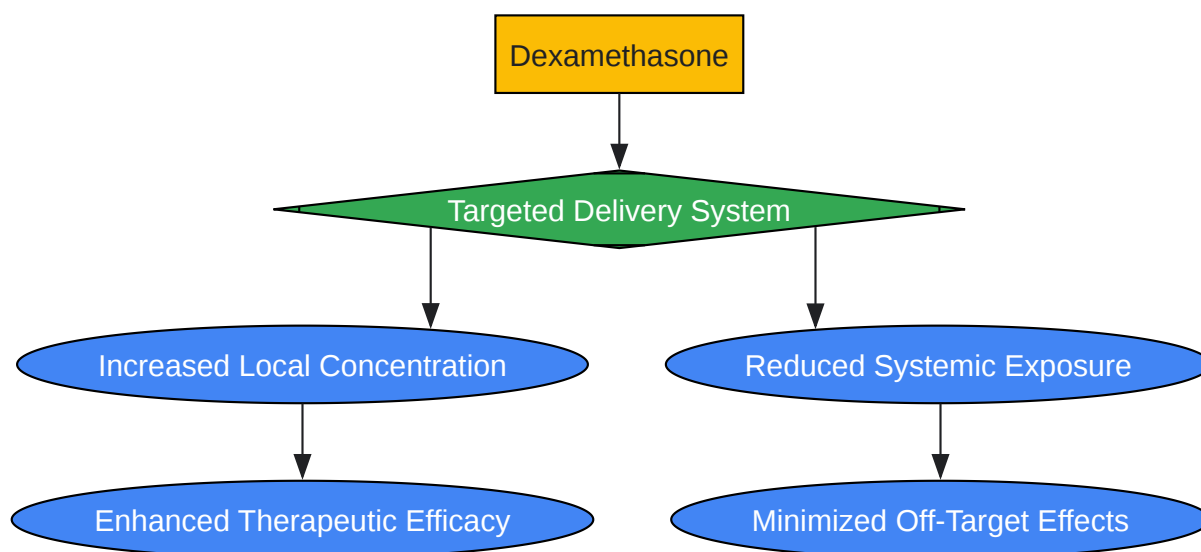 Dexamethasone
Targeted Delivery System
Increased Local Concentration
Reduced Systemic Exposure
Enhanced Therapeutic Efficacy
Minimized Off-Target Effects